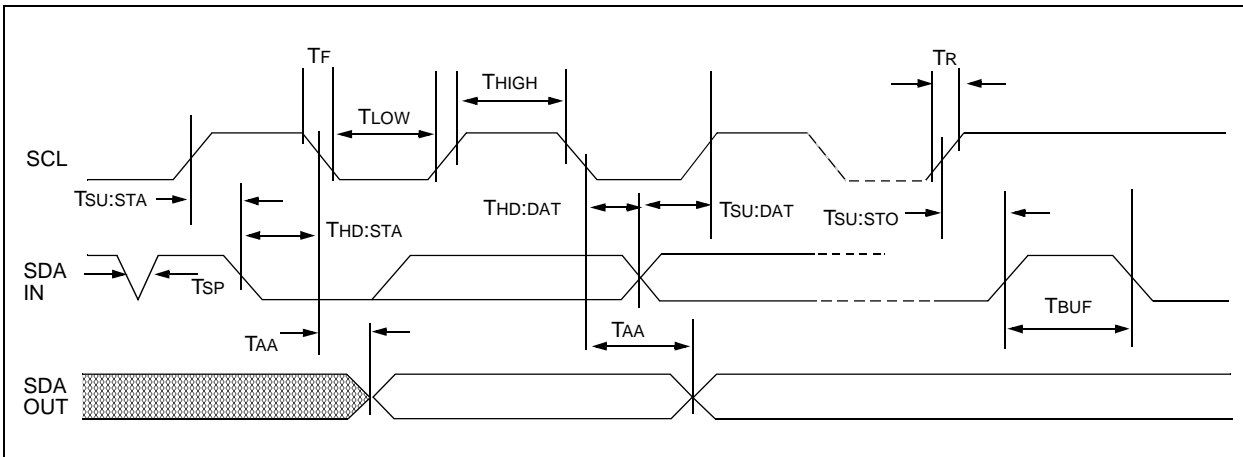 TF
THIGH
TR
TLOW
SCL
TSU:STA
THD:DAT
TSU:DAT
TSU:STO
THD:STA
SDA
IN
TSP
TBUF
TAA
TAA
SDA
OUT